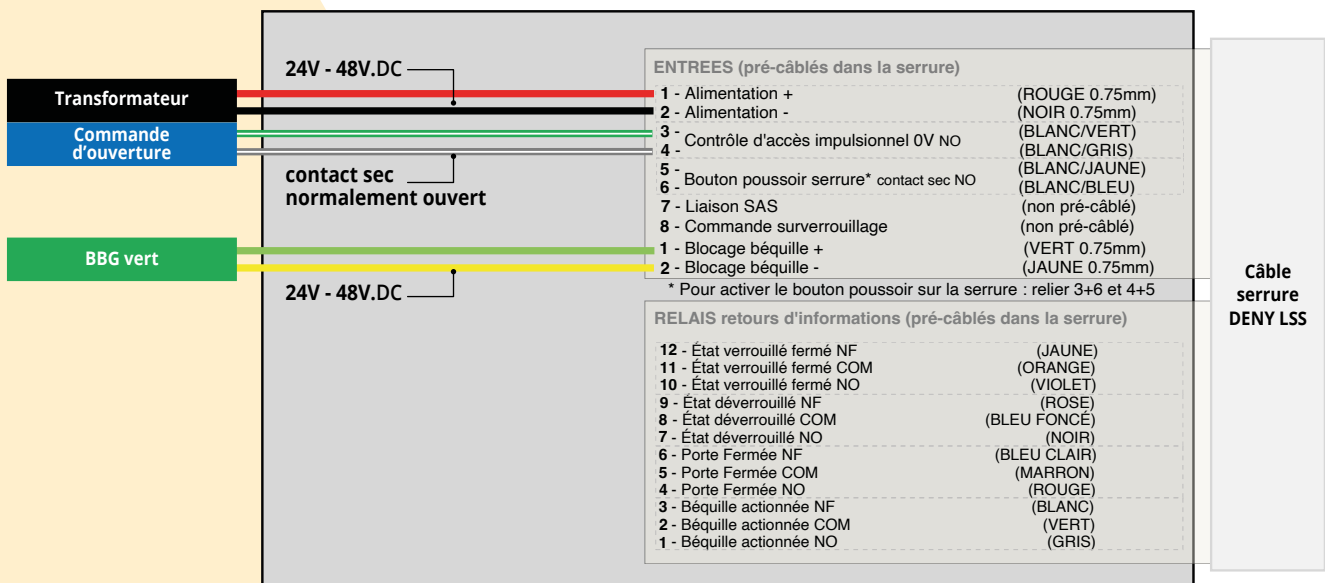 24V - 48V.DC
Transformateur
Commande
d'ouverture
contact sec
normalement ouvert
BBG vert
24V - 48V.DC
ENTREES (pré-câblés dans la serrure)
1 - Alimentation + (ROUGE 0.75mm)
2 - Alimentation - (NOIR 0.75mm)
3 - (BLANC/VERT)
Contrôle d'accès impulsionnel 0V NO
4 - (BLANC/GRIS)
5 - (BLANC/JAUNE)
Bouton poussoir serrure* contact sec NO
6 - (BLANC/BLEU)
7 - Liaison SAS (non pré-câblé)
8 - Commande surverrouillage (non pré-câblé)
1 - Blocage béquille + (VERT 0.75mm)
2 - Blocage béquille - (JAUNE 0.75mm)
* Pour activer le bouton poussoir sur la serrure : relier 3+6 et 4+5
RELAIS retours d'informations (pré-câblés dans la serrure)
12 - État verrouillé fermé NF (JAUNE)
11 - État verrouillé fermé COM (ORANGE)
10 - État verrouillé fermé NO (VIOLET)
9 - État déverrouillé NF (ROSE)
8 - État déverrouillé COM (BLEU FONCÉ)
7 - État déverrouillé NO (NOIR)
6 - Porte Fermée NF (BLEU CLAIR)
5 - Porte Fermée COM (MARRON)
4 - Porte Fermée NO (ROUGE)
3 - Béquille actionnée NF (BLANC)
2 - Béquille actionnée COM (VERT)
1 - Béquille actionnée NO (GRIS)
Câble
serrure
DENY LSS